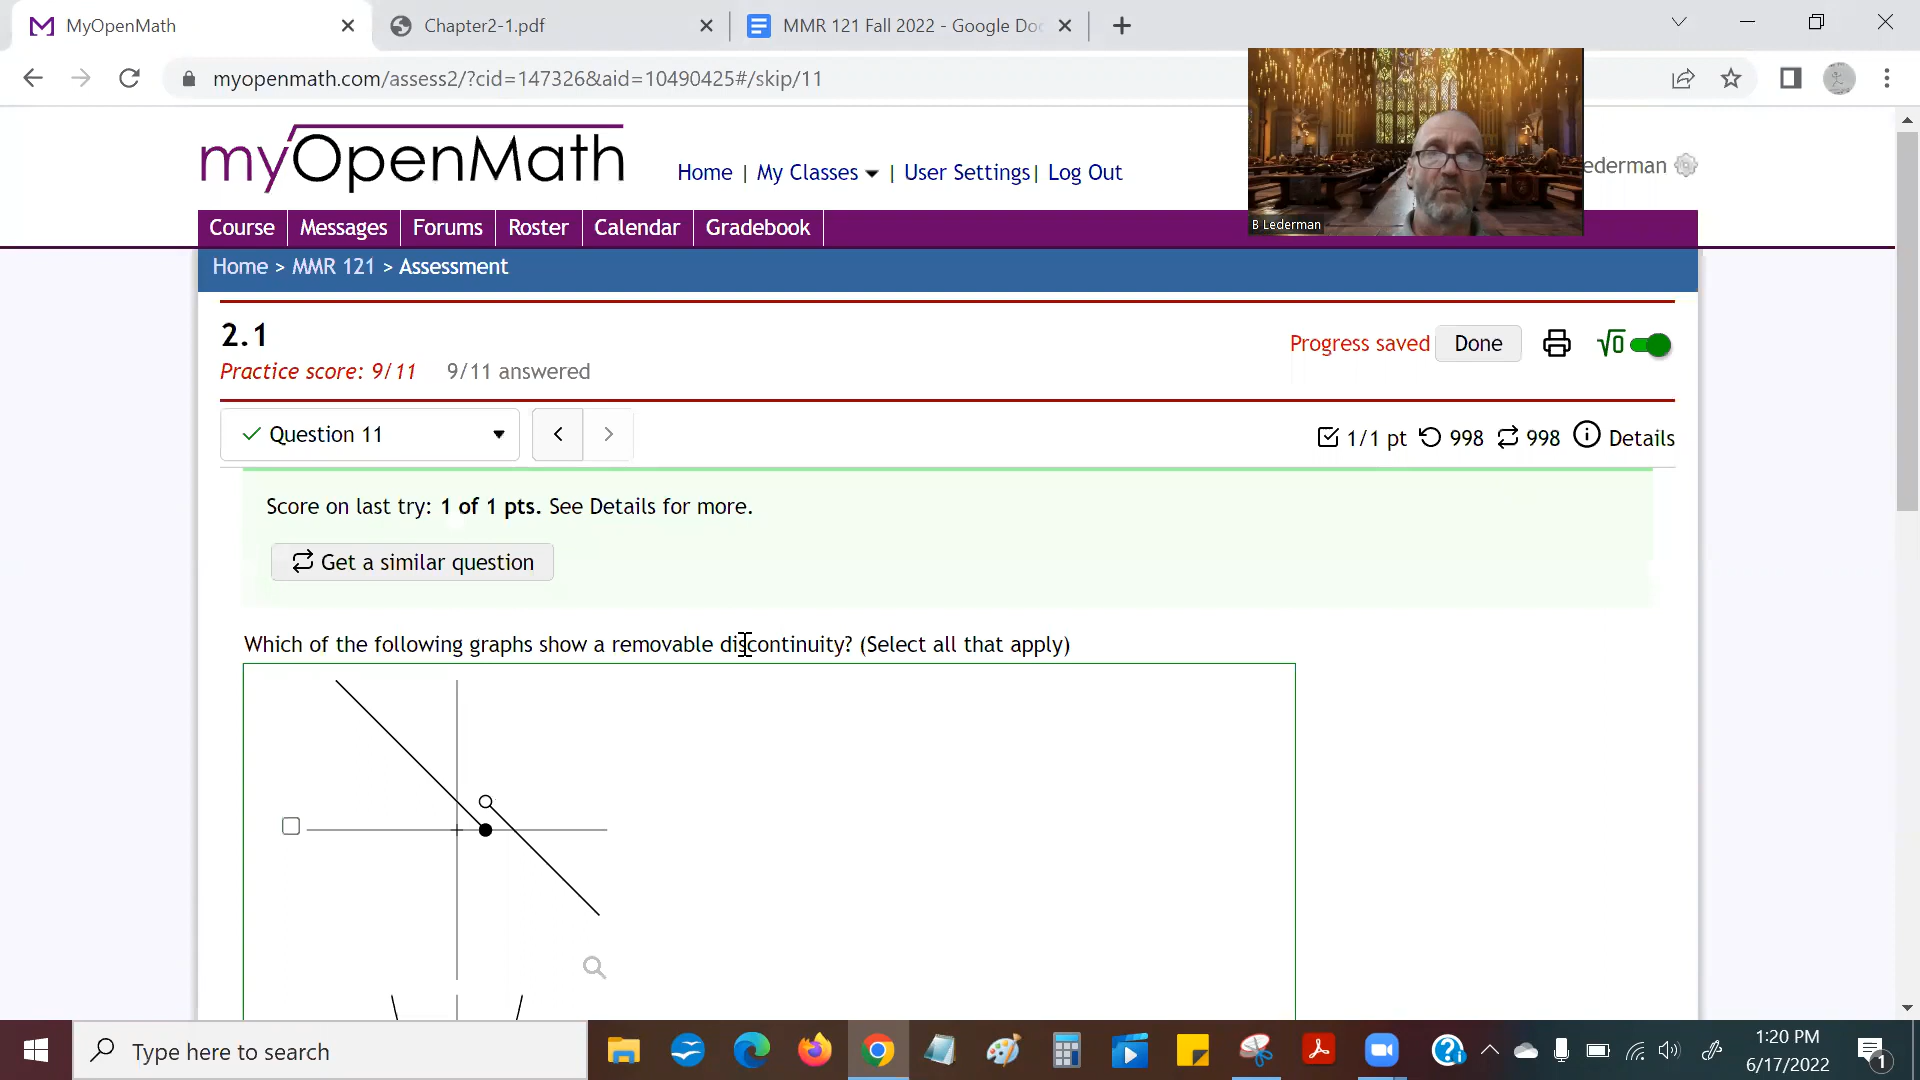 MyOpenMath
Chapter2-1.pdf
MMR 121 Fall 2022 - Google Doc
myopenmath.com/assess2/?cid=147326&aid=10490425#/skip/11
myOpenMath
Home | My Classes | User Settings | Log Out
ederman
B Lederman
Course Messages Forums Roster Calendar Gradebook
Home > MMR 121 > Assessment
2.1
Progress saved Done √0
Practice score: 9/11 9/11 answered
Question 11 < >
1/1 pt 998 998 Details
Score on last try: 1 of 1 pts. See Details for more.
Get a similar question
Which of the following graphs show a removable discontinuity? (Select all that apply)
Type here to search
1:20 PM
6/17/2022
1